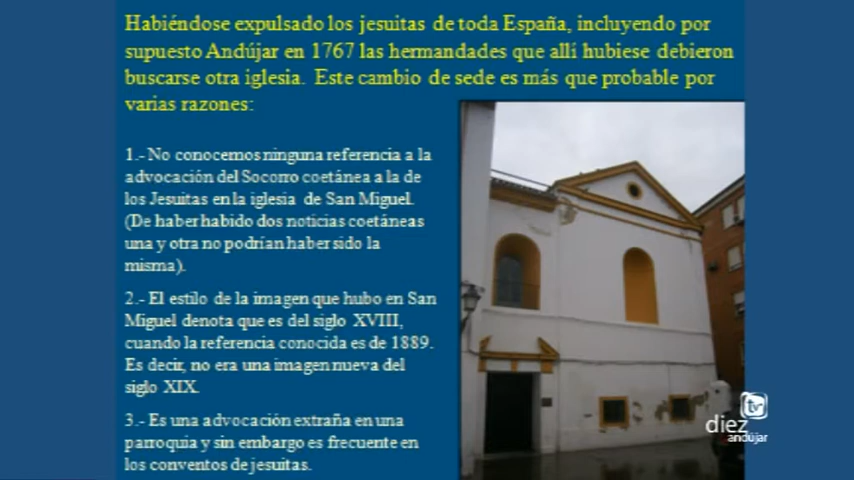 Habiéndose expulsado los jesuitas de toda España, incluyendo por
supuesto Andújar en 1767 las hermandades que allí hubiese debieron
buscarse otra iglesia. Este cambio de sede es más que probable por
varias razones:
1.- No conocemos ninguna referencia a la
advocación del Socorro coetánea a la de
los Jesuitas en la iglesia de San Miguel.
(De haber habido dos noticias coetáneas
una y otra no podrían haber sido la
misma).
2.- El estilo de la imagen que hubo en San
Miguel denota que es del siglo XVIII,
cuando la referencia conocida es de 1889.
Es decir, no era una imagen nueva del
siglo XIX.
3.- Es una advocación extraña en una
parroquia y sin embargo es frecuente en
los conventos de jesuitas.
tv
diez
andújar